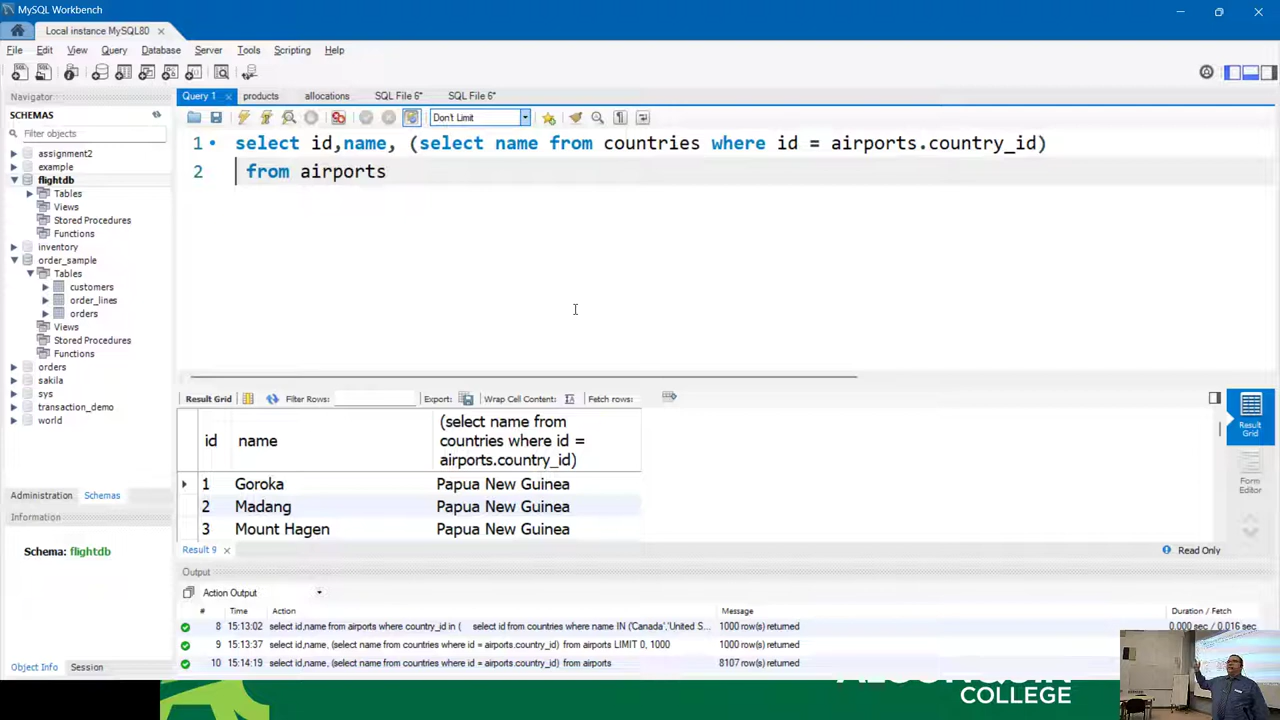 MySQL Workbench
Local instance MySQL80
File Edit View Query Database Server Tools Scripting Help
Navigator
SCHEMAS
Filter objects
assignment2
example
flightdb
Tables
Views
Stored Procedures
Functions
inventory
order_sample
Tables
customers
order_lines
orders
Views
Stored Procedures
Functions
orders
sakila
sys
transaction_demo
world
Administration Schemas
Information
Schema: flightdb
Object Info Session
Query 1 products allocations SQL File 6* SQL File 6*
Don't Limit
1 select id,name, (select name from countries where id = airports.country_id)
2 from airports
Result Grid Filter Rows: Export: Wrap Cell Content: Fetch rows:
id name (select name from
countries where id =
airports.country_id)
1 Goroka Papua New Guinea
2 Madang Papua New Guinea
3 Mount Hagen Papua New Guinea
Result
Grid
Form
Editor
Result 9 Read Only
Output
Action Output
# Time Action Message Duration / Fetch
8 15:13:02 select id,name from airports where country_id in ( select id from countries where name IN ('Canada','United S... 1000 row(s) returned 0.000 sec / 0.016 sec
9 15:13:37 select id,name, (select name from countries where id = airports.country_id) from airports LIMIT 0, 1000 1000 row(s) returned
10 15:14:19 select id,name, (select name from countries where id = airports.country_id) from airports 8107 row(s) returned
COLLEGE